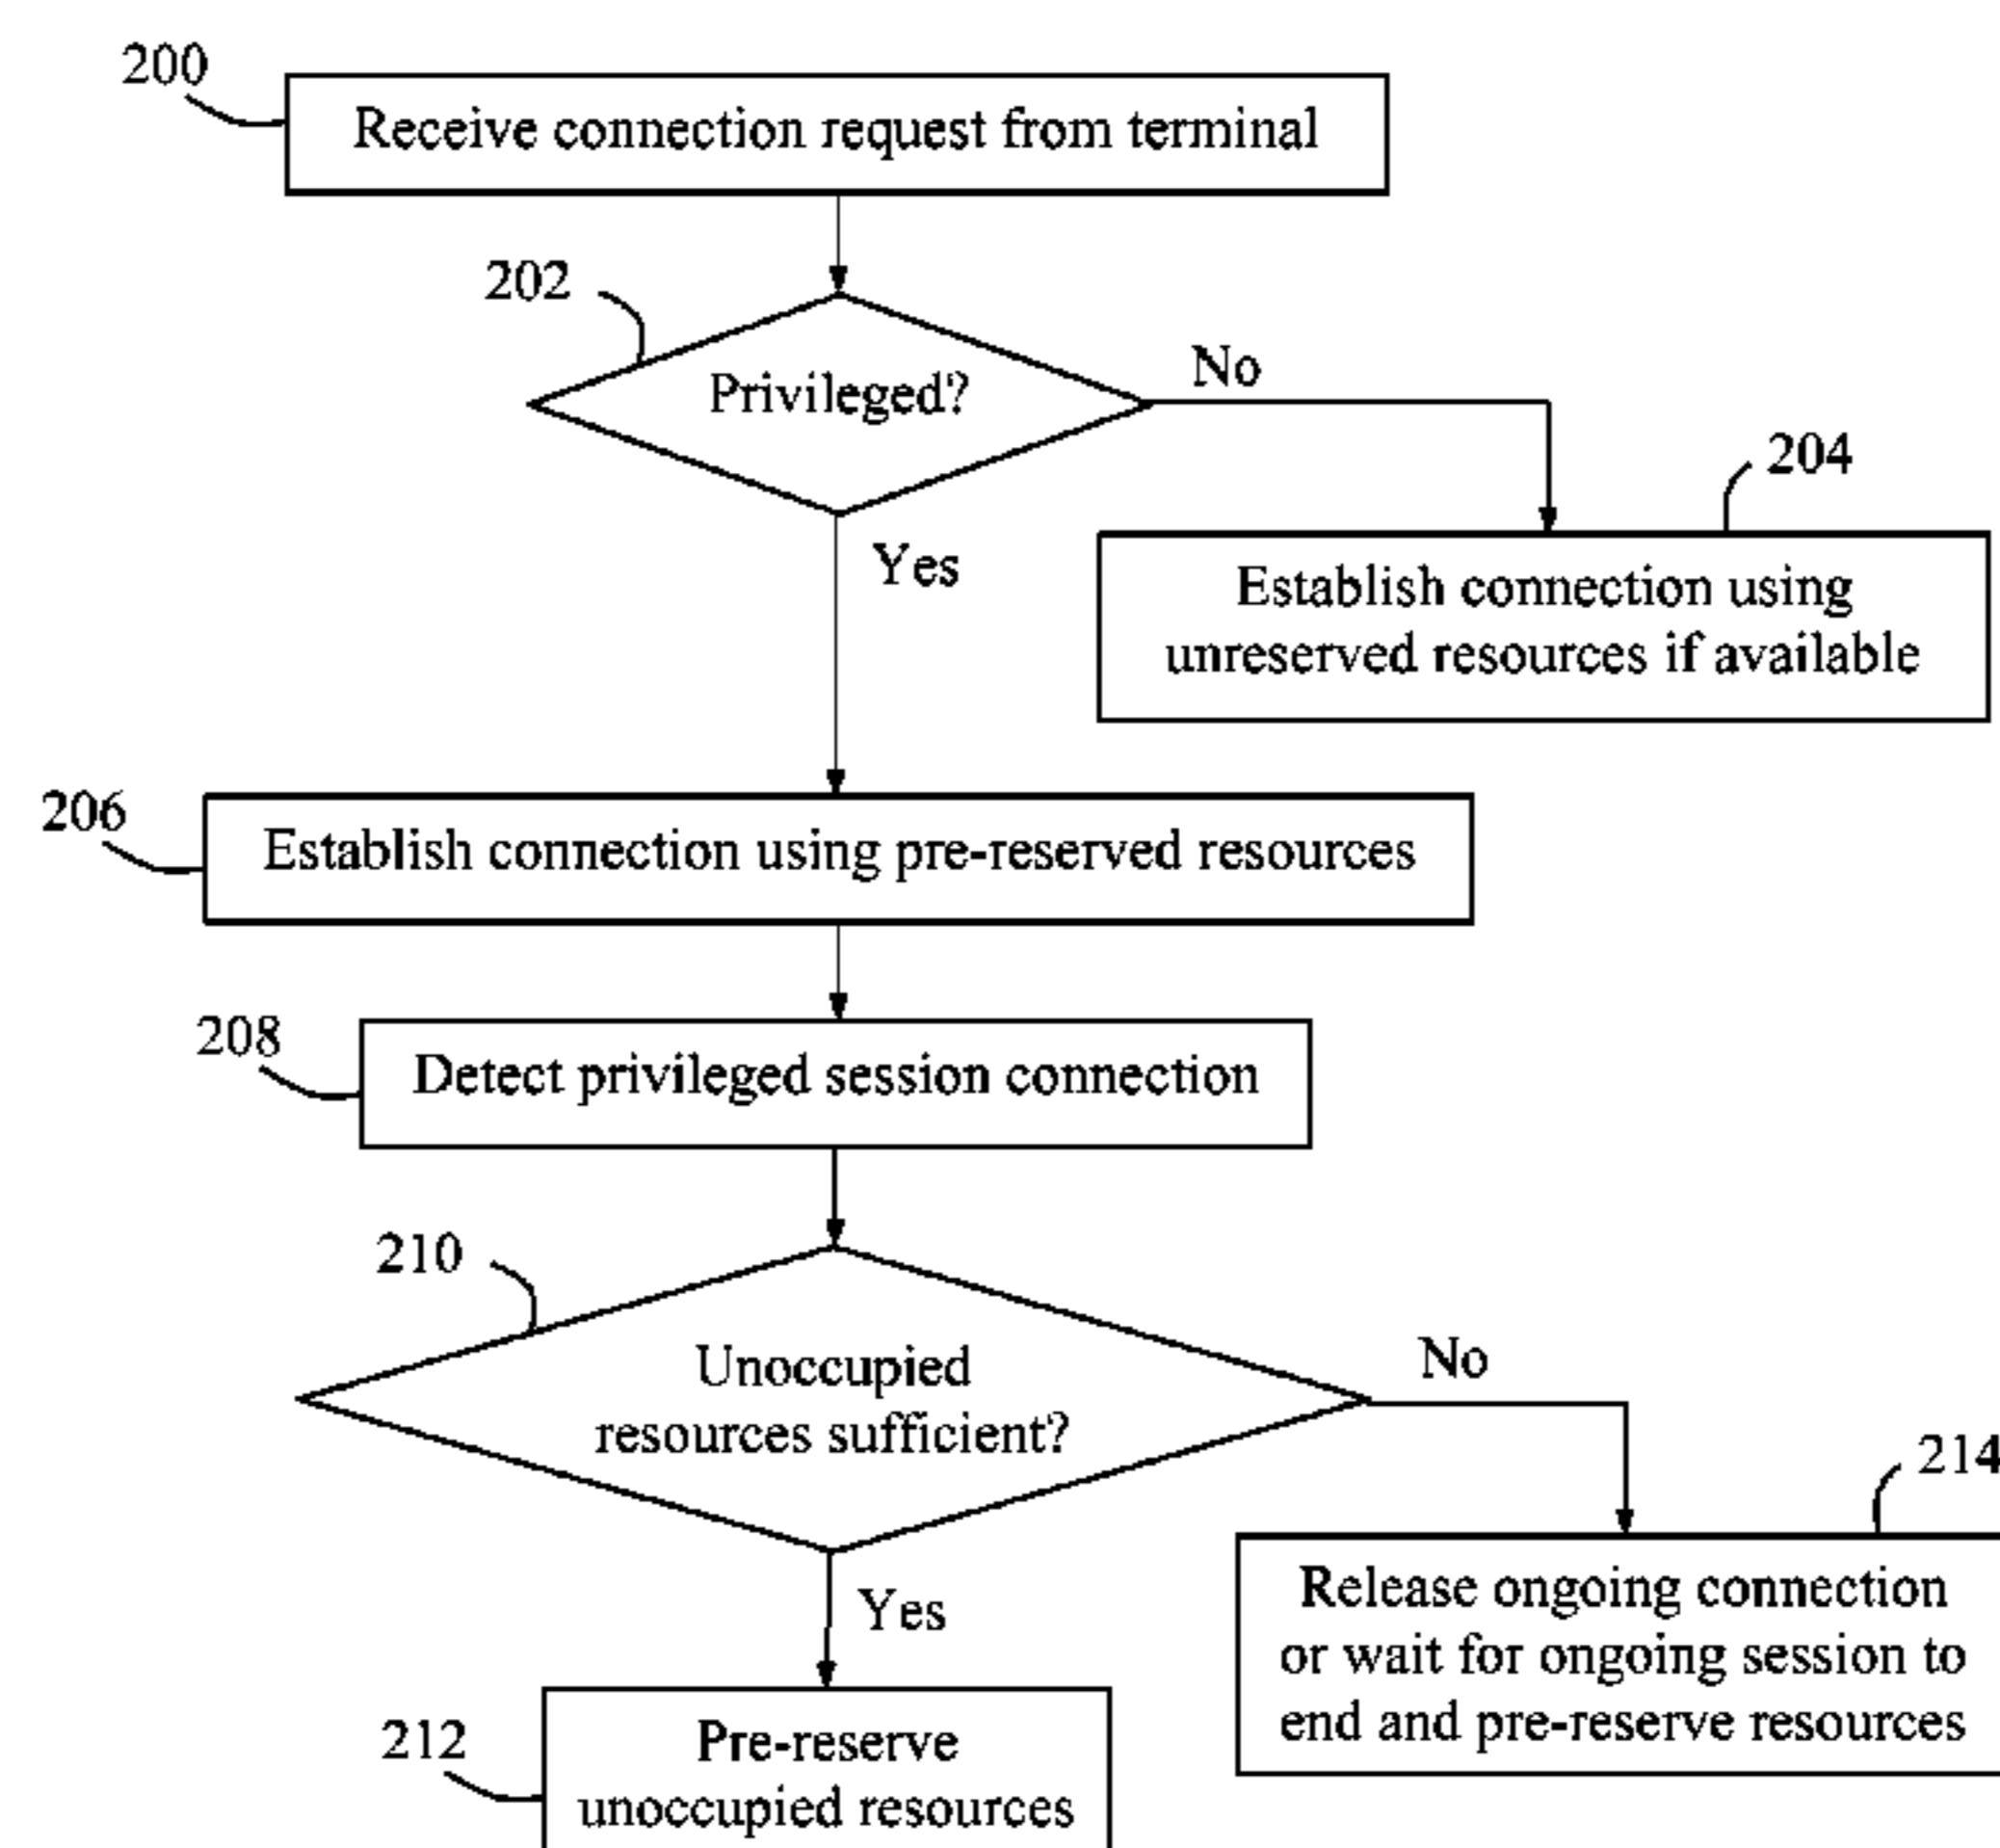 200
Receive connection request from terminal
202
Privileged?
No
204
Yes
Establish connection using
unreserved resources if available
206
Establish connection using pre-reserved resources
208
Detect privileged session connection
210
Unoccupied
resources sufficient?
No
214
Yes
Release ongoing connection
or wait for ongoing session to
end and pre-reserve resources
212
Pre-reserve
unoccupied resources